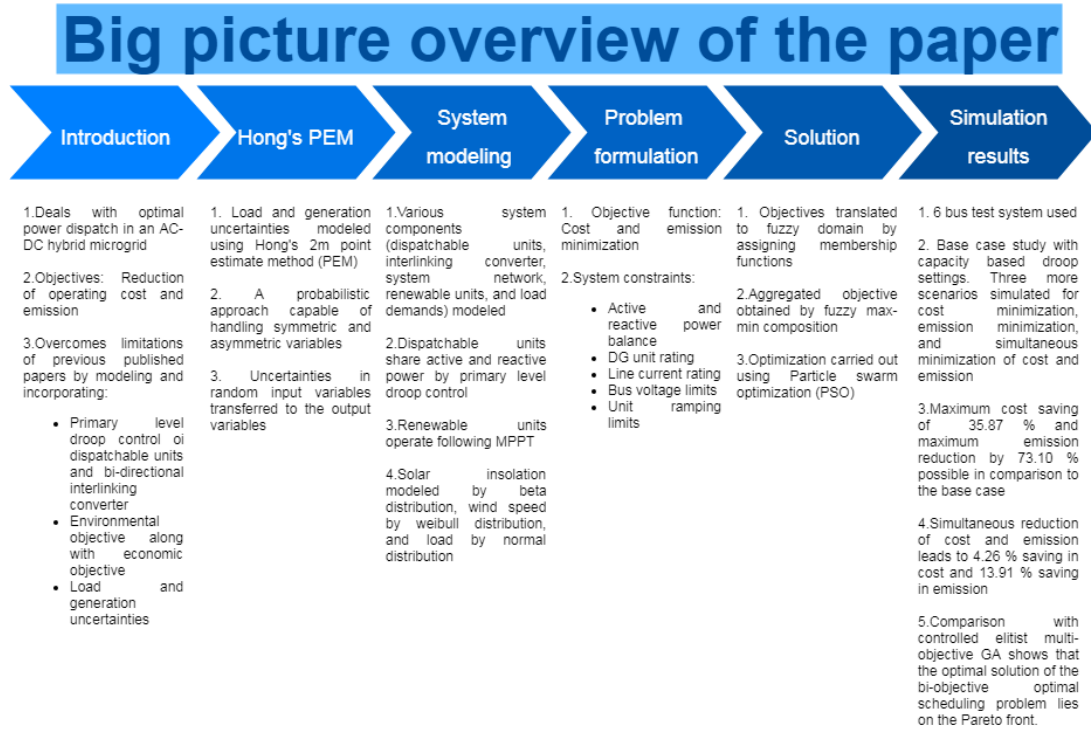 Big picture overview of the paper
Introduction
Hong's PEM
System
modeling
Problem
formulation
Solution
Simulation
results
1.Deals with optimal
power dispatch in an AC-
DC hybrid microgrid
2.Objectives: Reduction
of operating cost and
emission
3.Overcomes limitations
of previous published
papers by modeling and
incorporating:
• Primary level
droop control oi
dispatchable units
and bi-directional
interlinking
converter
• Environmental
objective along
with economic
objective
• Load and
generation
uncertainties
1. Load and generation
uncertainties modeled
using Hong's 2m point
estimate method (PEM)
2. A probabilistic
approach capable of
handling symmetric and
asymmetric variables
3. Uncertainties in
random input variables
transferred to the output
variables
1.Various system
components
(dispatchable units,
interlinking converter,
system network,
renewable units, and load
demands) modeled
2.Dispatchable units
share active and reactive
power by primary level
droop control
3.Renewable units
operate following MPPT
4.Solar insolation
modeled by beta
distribution, wind speed
by weibull distribution,
and load by normal
distribution
1. Objective function:
Cost and emission
minimization
2.System constraints:
• Active and
reactive power
balance
• DG unit rating
• Line current rating
• Bus voltage limits
• Unit ramping
limits
1. Objectives translated
to fuzzy domain by
assigning membership
functions
2.Aggregated objective
obtained by fuzzy max-
min composition
3.Optimization carried out
using Particle swarm
optimization (PSO)
1. 6 bus test system used
2. Base case study with
capacity based droop
settings. Three more
scenarios simulated for
cost minimization,
emission minimization,
and simultaneous
minimization of cost and
emission
3.Maximum cost saving
of 35.87 % and
maximum emission
reduction by 73.10 %
possible in comparison to
the base case
4.Simultaneous reduction
of cost and emission
leads to 4.26 % saving in
cost and 13.91 % saving
in emission
5.Comparison with
controlled elitist multi-
objective GA shows that
the optimal solution of the
bi-objective optimal
scheduling problem lies
on the Pareto front.